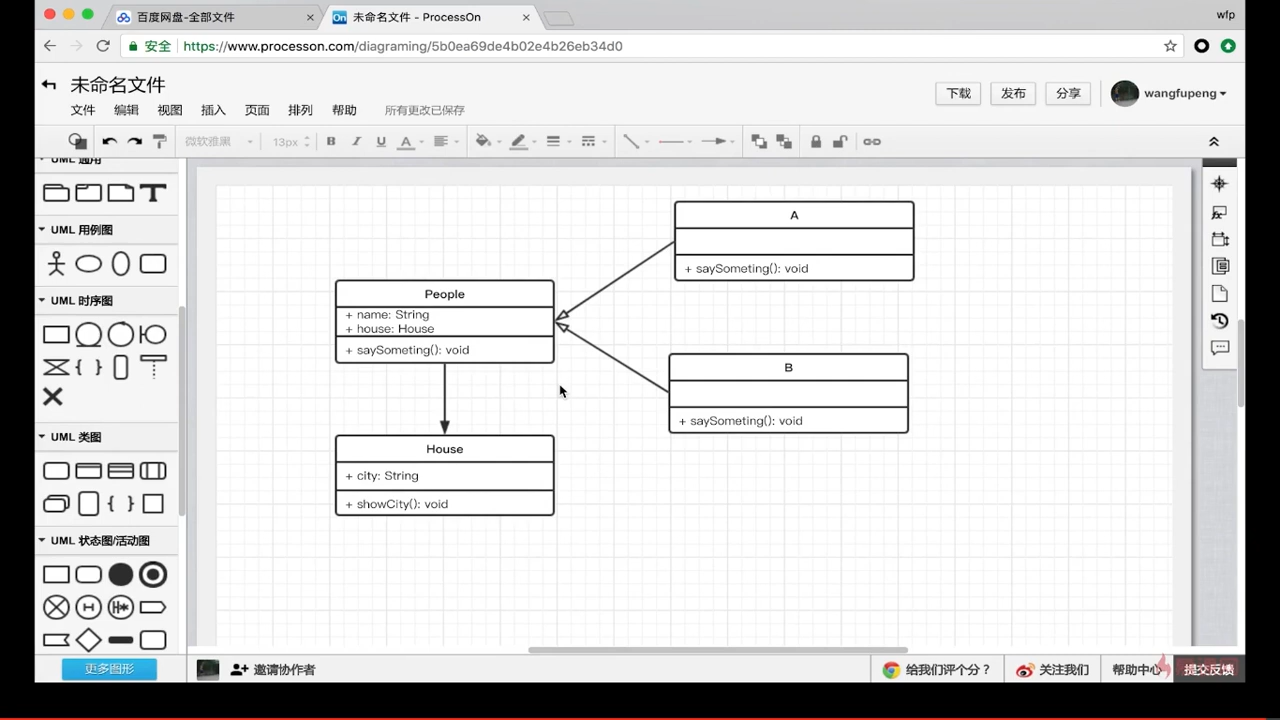 百度网盘-全部文件
On
未命名文件 - ProcessOn
wfp
安全
https://www.processon.com/diagraming/5b0ea69de4b02e4b26eb34d0
未命名文件
文件 编辑 视图 插入 页面 排列 帮助 所有更改已保存
下载 发布 分享 wangfupeng
微软雅黑 13px B I U A
UML 通用
T
UML 用例图
UML 时序图
{ }
UML 类图
{ }
UML 状态图/活动图
H H*
更多图形
A
+ saySometing(): void
People
+ name: String
+ house: House
+ saySometing(): void
B
+ saySometing(): void
House
+ city: String
+ showCity(): void
fx
邀请协作者
给我们评个分？ 关注我们 帮助中心 提交反馈